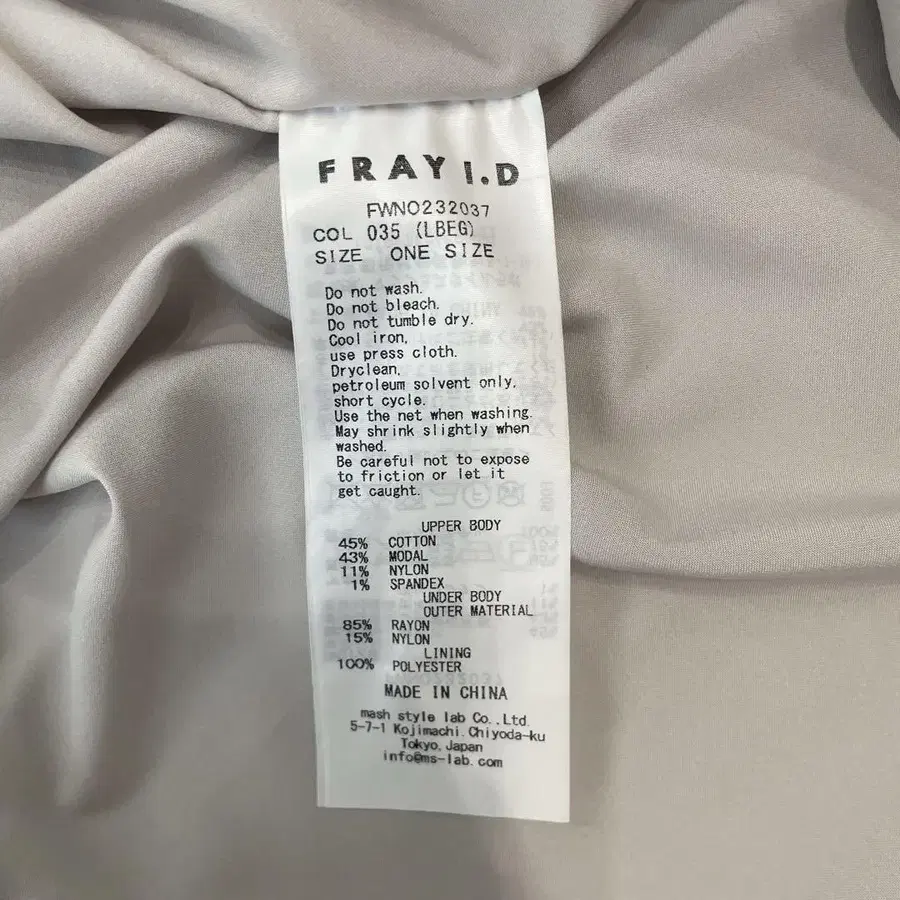 FRAY I.D
FWNO232037
COL 035 (LBEG)
SIZE ONE SIZE
Do not wash.
Do not bleach.
Do not tumble dry.
Cool iron,
use press cloth.
Dryclean,
petroleum solvent only,
short cycle.
Use the net when washing.
May shrink slightly when
washed.
Be careful not to expose
to friction or let it
get caught.
UPPER BODY
45% COTTON
43% MODAL
11% NYLON
1% SPANDEX
UNDER BODY
OUTER MATERIAL
85% RAYON
15% NYLON
LINING
100% POLYESTER
MADE IN CHINA
mash style lab Co.,Ltd.
5-7-1 Kojimachi, Chiyoda-ku
Tokyo, Japan
info@ms-lab.com